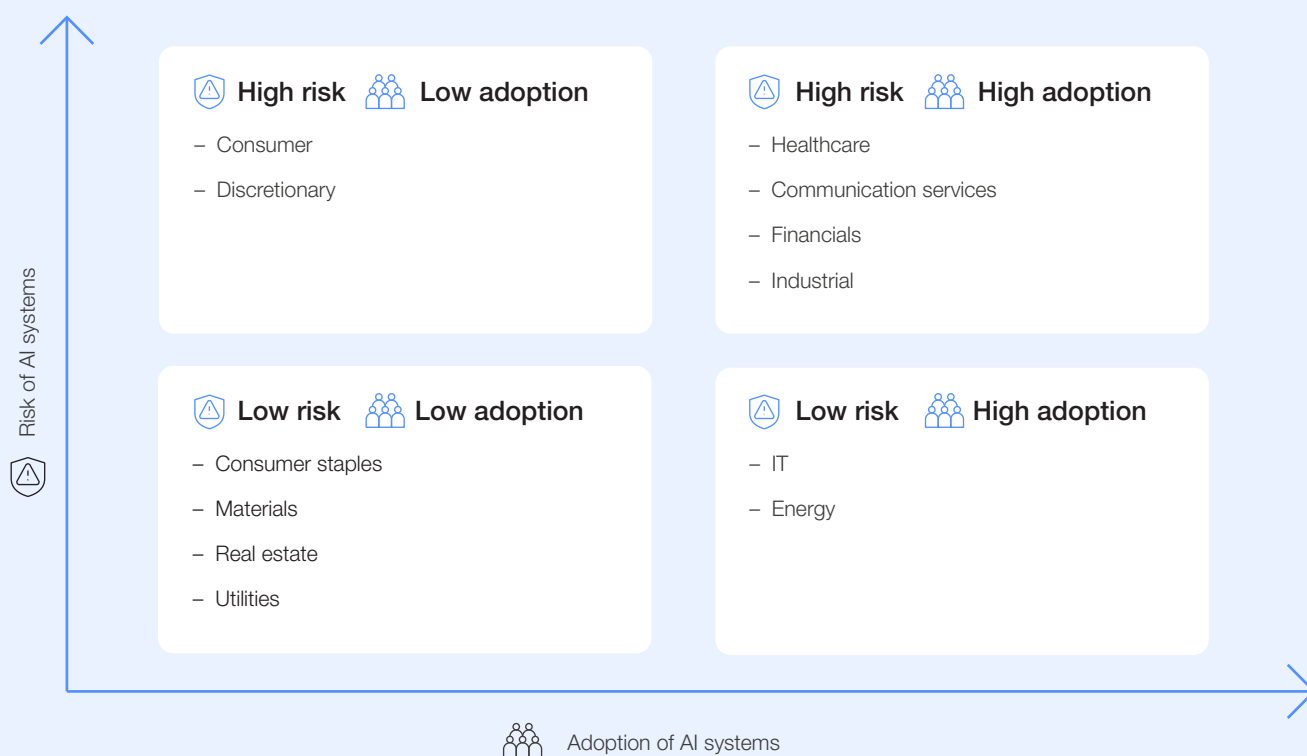 High risk Low adoption
– Consumer
– Discretionary
High risk High adoption
– Healthcare
– Communication services
– Financials
– Industrial
Risk of AI systems
Low risk Low adoption
– Consumer staples
– Materials
– Real estate
– Utilities
Low risk High adoption
– IT
– Energy
Adoption of AI systems